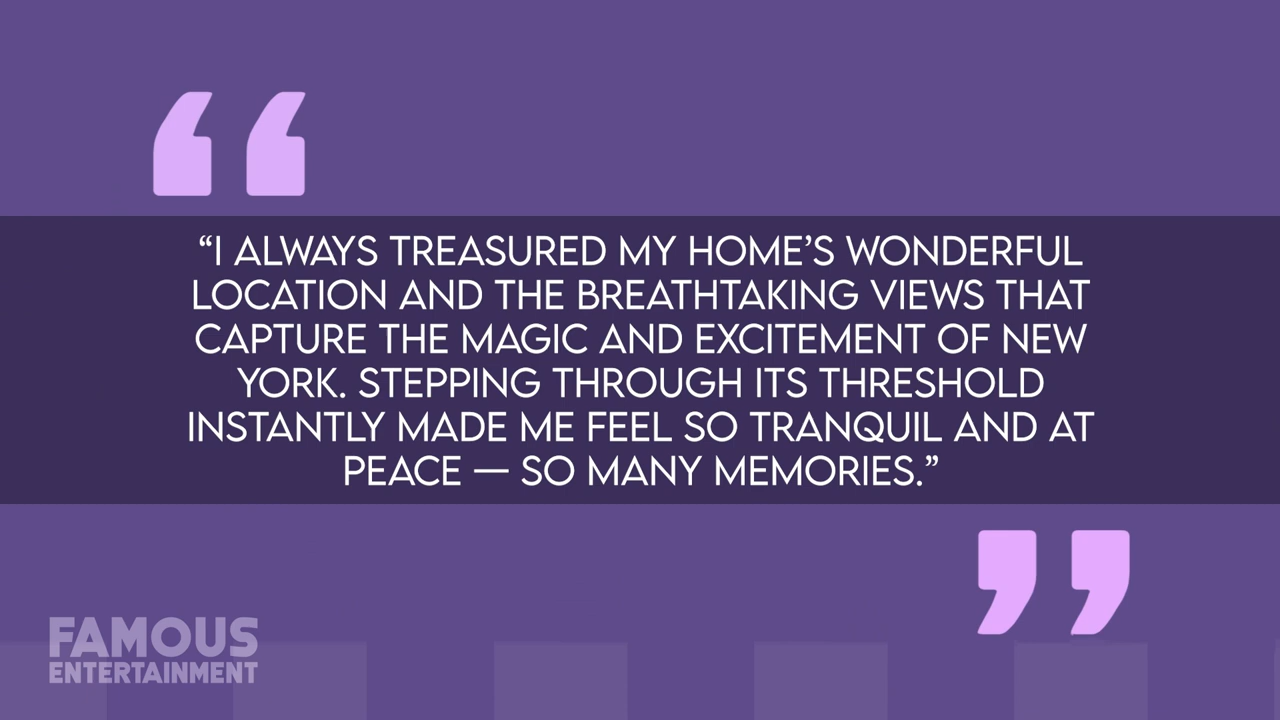 “I ALWAYS TREASURED MY HOME’S WONDERFUL
LOCATION AND THE BREATHTAKING VIEWS THAT
CAPTURE THE MAGIC AND EXCITEMENT OF NEW
YORK. STEPPING THROUGH ITS THRESHOLD
INSTANTLY MADE ME FEEL SO TRANQUIL AND AT
PEACE — SO MANY MEMORIES.”
FAMOUS
ENTERTAINMENT